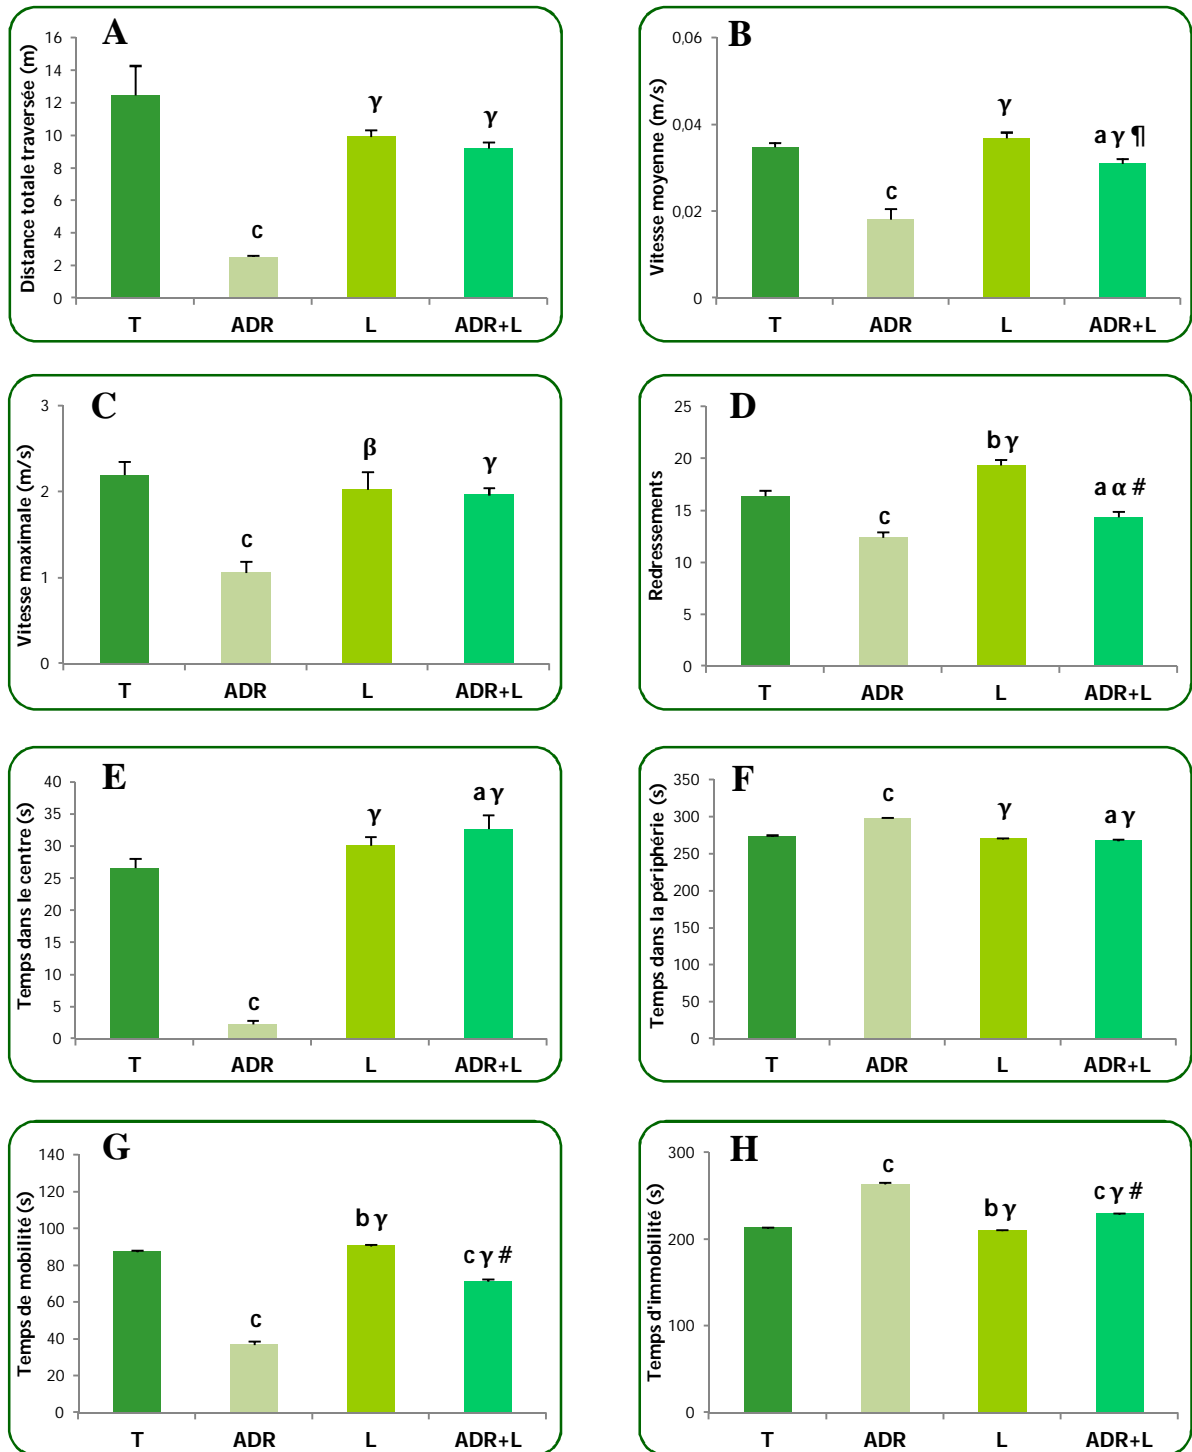 A
Distance totale traversée (m)
16
14
12
10
8
6
4
2
0
c
γ
γ
T ADR L ADR+L
B
Vitesse moyenne (m/s)
0,06
0,04
0,02
0
c
γ
a γ ¶
T ADR L ADR+L
C
Vitesse maximale (m/s)
3
2
1
0
c
β
γ
T ADR L ADR+L
D
Redressements
25
20
15
10
5
0
c
b γ
a α #
T ADR L ADR+L
E
Temps dans le centre (s)
40
35
30
25
20
15
10
5
0
c
γ
a γ
T ADR L ADR+L
F
Temps dans la périphérie (s)
350
300
250
200
150
100
50
0
c
γ
a γ
T ADR L ADR+L
G
Temps de mobilité (s)
140
120
100
80
60
40
20
0
c
b γ
c γ #
T ADR L ADR+L
H
Temps d'immobilité (s)
300
200
100
0
c
b γ
c γ #
T ADR L ADR+L